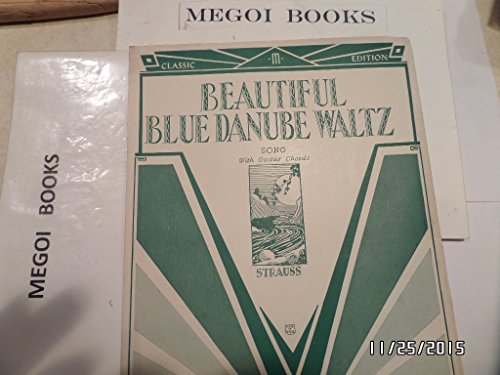 MEGOI BOOKS
CLASSIC M EDITION
BEAUTIFUL
BLUE DANUBE WALTZ
SONG
With Guitar Chords
STRAUSS
MEGOI BOOKS
11/25/2015